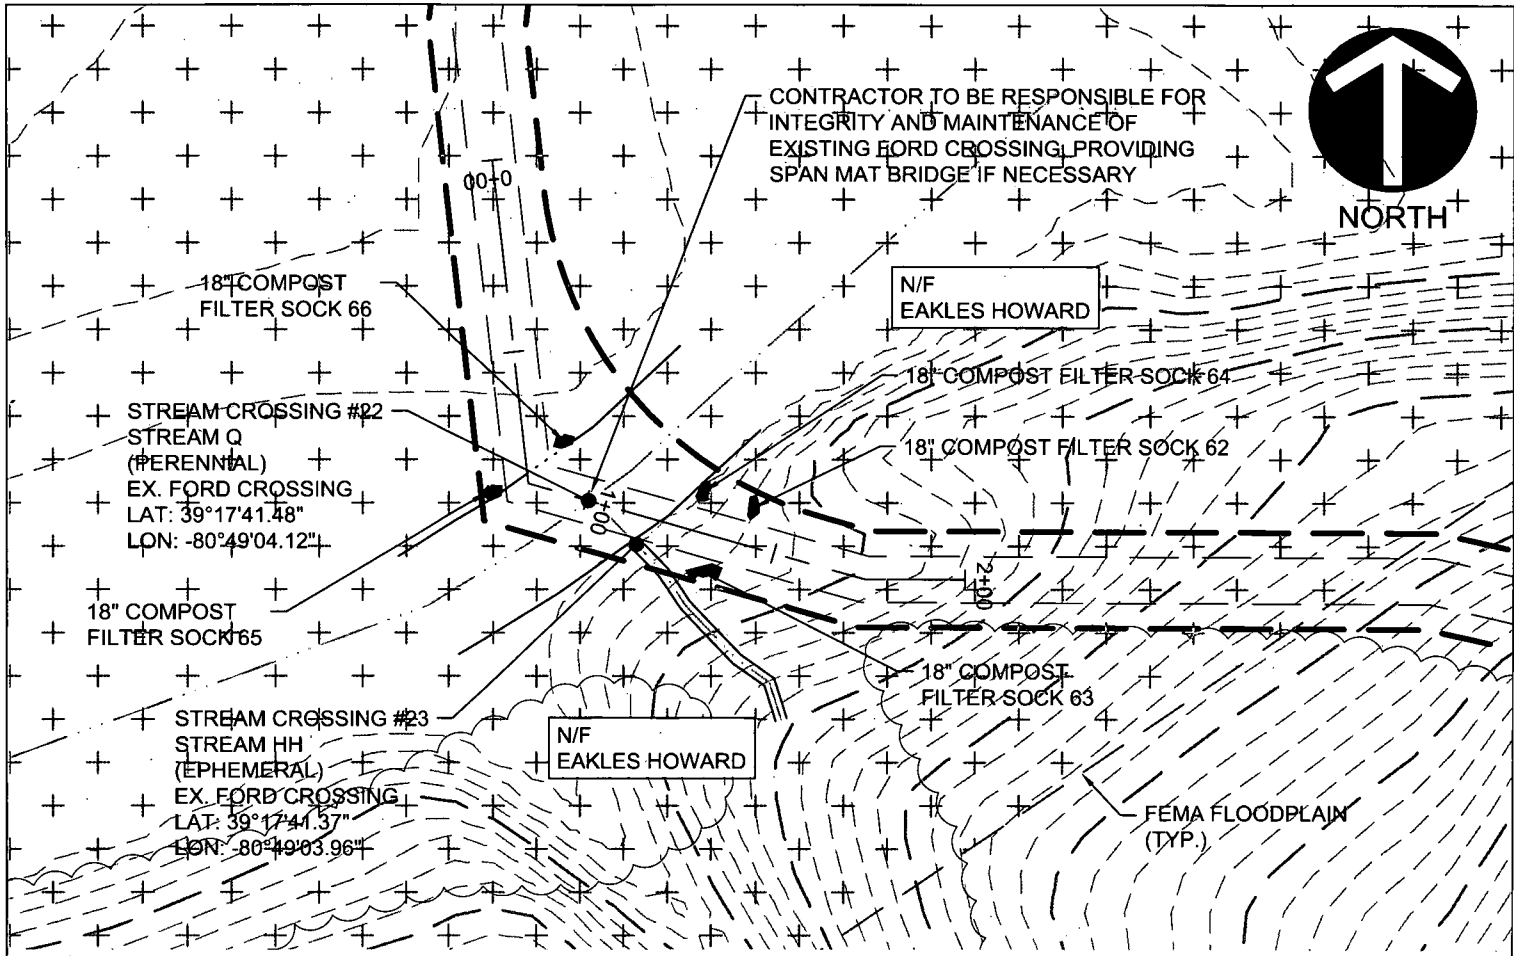 CONTRACTOR TO BE RESPONSIBLE FOR
INTEGRITY AND MAINTENANCE OF
EXISTING FORD CROSSING, PROVIDING
SPAN MAT BRIDGE IF NECESSARY
NORTH
0+00
18" COMPOST
FILTER SOCK 66
N/F
EAKLES HOWARD
18" COMPOST FILTER SOCK 64
STREAM CROSSING #22
STREAM Q
(PERENNIAL)
EX. FORD CROSSING
LAT: 39°17'41.48"
LON: -80°49'04.12"
18" COMPOST FILTER SOCK 62
1+00
2+00
18" COMPOST
FILTER SOCK 65
18" COMPOST
FILTER SOCK 63
STREAM CROSSING #23
STREAM HH
(EPHEMERAL)
EX. FORD CROSSING
LAT: 39°17'41.37"
LON: -80°49'03.96"
N/F
EAKLES HOWARD
FEMA FLOODPLAIN
(TYP.)